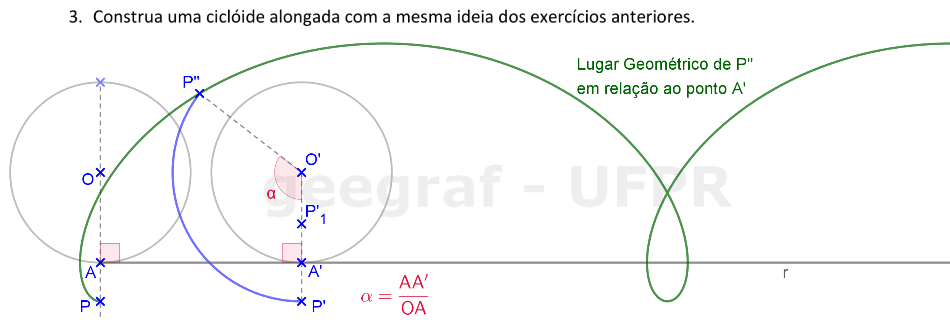 3. Construa uma ciclóide alongada com a mesma ideia dos exercícios anteriores.
Lugar Geométrico de P"
em relação ao ponto A'
P"
O
O'
α
P'₁
geegraf - UFPR
A
A'
r
P
P'
α = AA'/OA